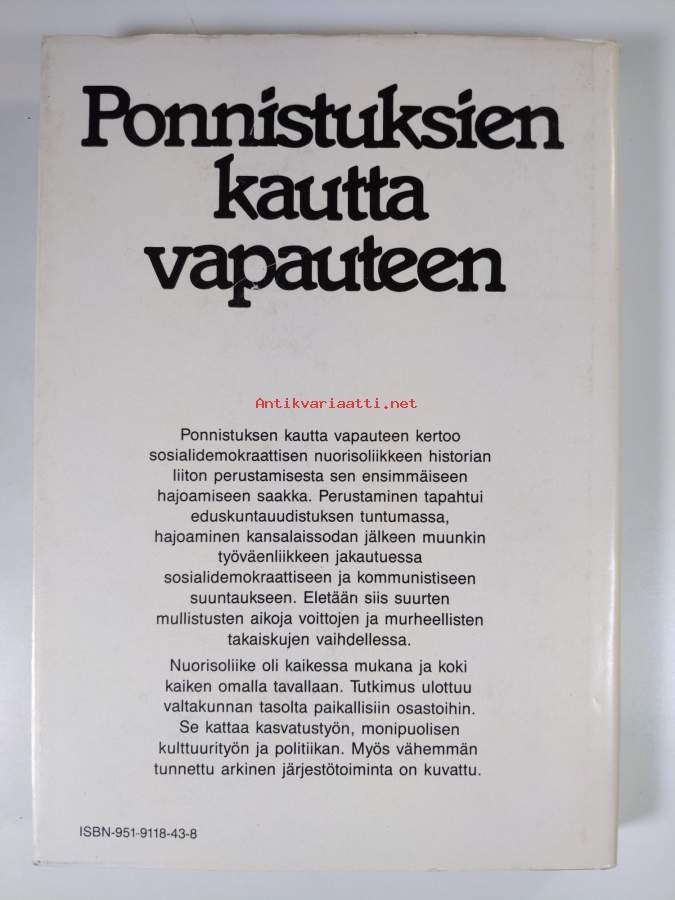 Ponnistuksien
kautta
vapauteen
Antikvariaatti.net
Ponnistuksen kautta vapauteen kertoo
sosialidemokraattisen nuorisoliikkeen historian
liiton perustamisesta sen ensimmäiseen
hajoamiseen saakka. Perustaminen tapahtui
eduskuntauudistuksen tuntumassa,
hajoaminen kansalaissodan jälkeen muunkin
työväenliikkeen jakautuessa
sosialidemokraattiseen ja kommunistiseen
suuntaukseen. Eletään siis suurten
mullistusten aikoja voittojen ja murheellisten
takaiskujen vaihdellessa.
Nuorisoliike oli kaikessa mukana ja koki
kaiken omalla tavallaan. Tutkimus ulottuu
valtakunnan tasolta paikallisiin osastoihin.
Se kattaa kasvatustyön, monipuolisen
kulttuurityön ja politiikan. Myös vähemmän
tunnettu arkinen järjestötoiminta on kuvattu.
ISBN-951-9118-43-8